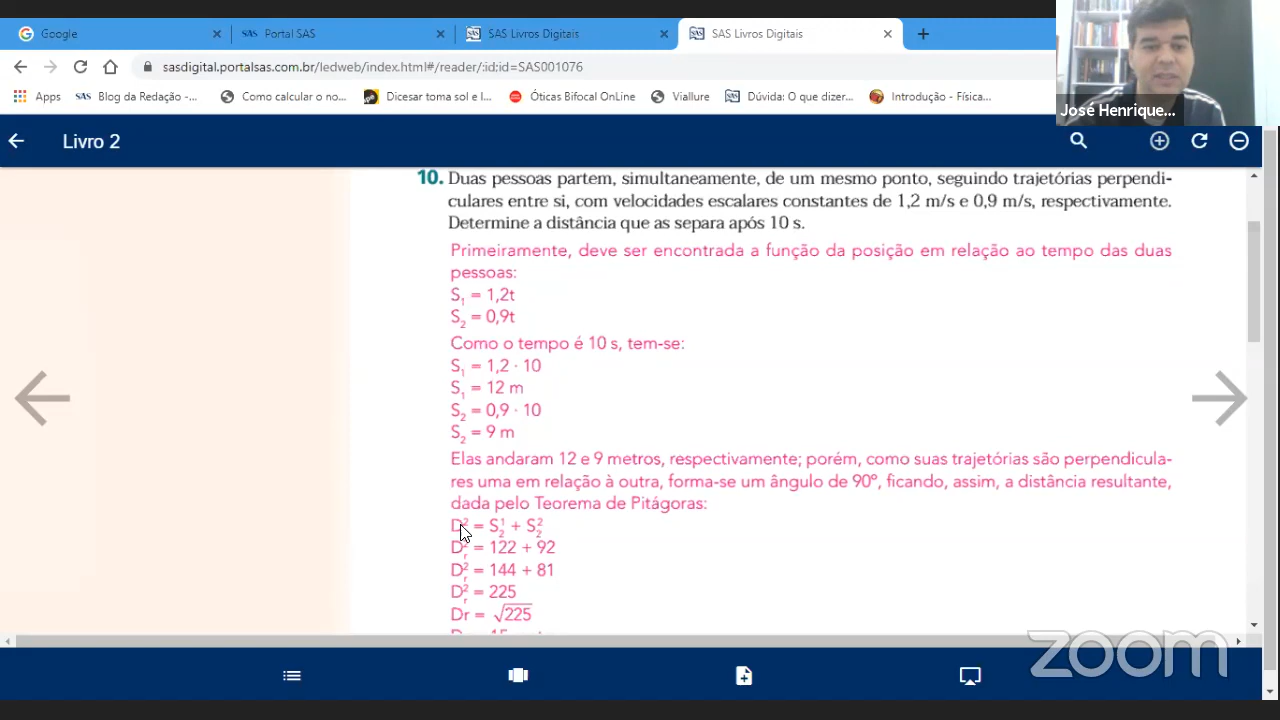 Google
SAS Portal SAS
SAS SAS Livros Digitais
SAS SAS Livros Digitais
sasdigital.portalsas.com.br/ledweb/index.html#/reader/:id:id=SAS001076
Apps
SAS Blog da Redação -...
Como calcular o no...
Dicesar toma sol e l...
Óticas Bifocal OnLine
Viallure
Dúvida: O que dizer...
Introdução - Física...
José Henrique...
Livro 2
10. Duas pessoas partem, simultaneamente, de um mesmo ponto, seguindo trajetórias perpendi-
culares entre si, com velocidades escalares constantes de 1,2 m/s e 0,9 m/s, respectivamente.
Determine a distância que as separa após 10 s.
Primeiramente, deve ser encontrada a função da posição em relação ao tempo das duas
pessoas:
S₁ = 1,2t
S₂ = 0,9t
Como o tempo é 10 s, tem-se:
S₁ = 1,2 · 10
S₁ = 12 m
S₂ = 0,9 · 10
S₂ = 9 m
Elas andaram 12 e 9 metros, respectivamente; porém, como suas trajetórias são perpendicula-
res uma em relação à outra, forma-se um ângulo de 90º, ficando, assim, a distância resultante,
dada pelo Teorema de Pitágoras:
D² = S₂¹ + S₂²
Dᵣ² = 122 + 92
Dᵣ² = 144 + 81
Dᵣ² = 225
Dr = √225
zoom